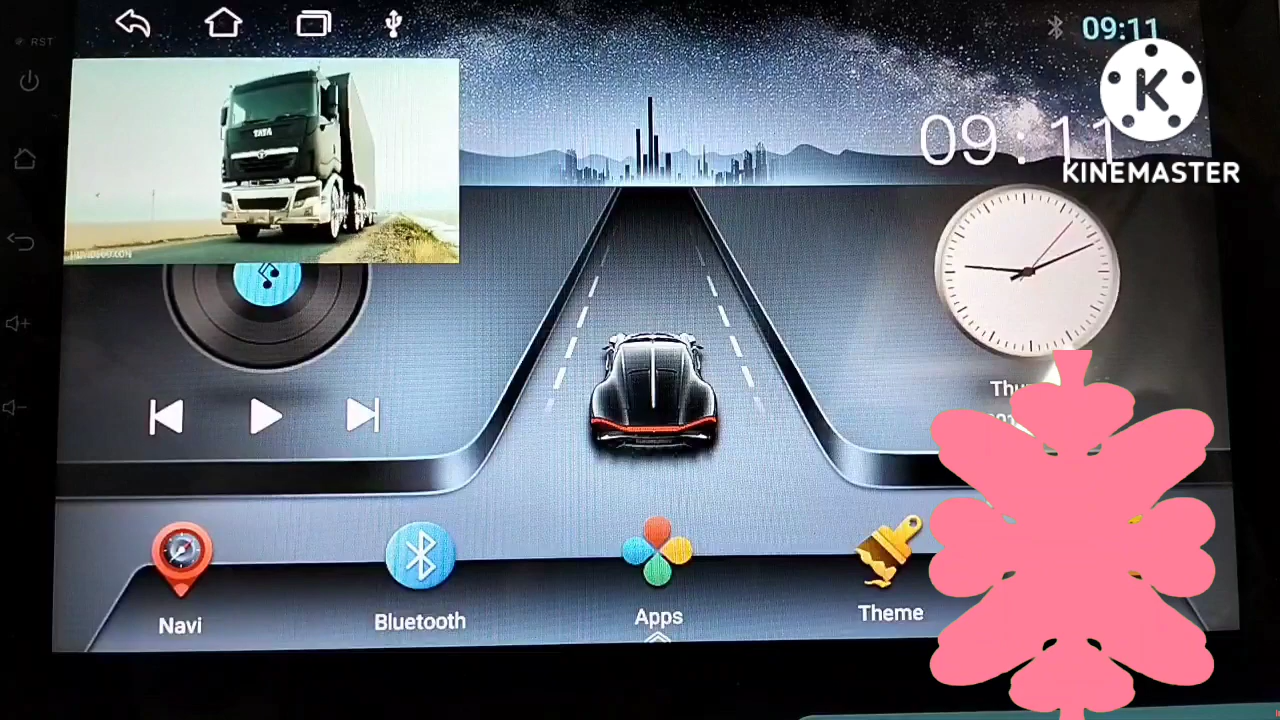 RST
09:11
K
KINEMASTER
09:11
TATA
Navi
Bluetooth
Apps
Theme